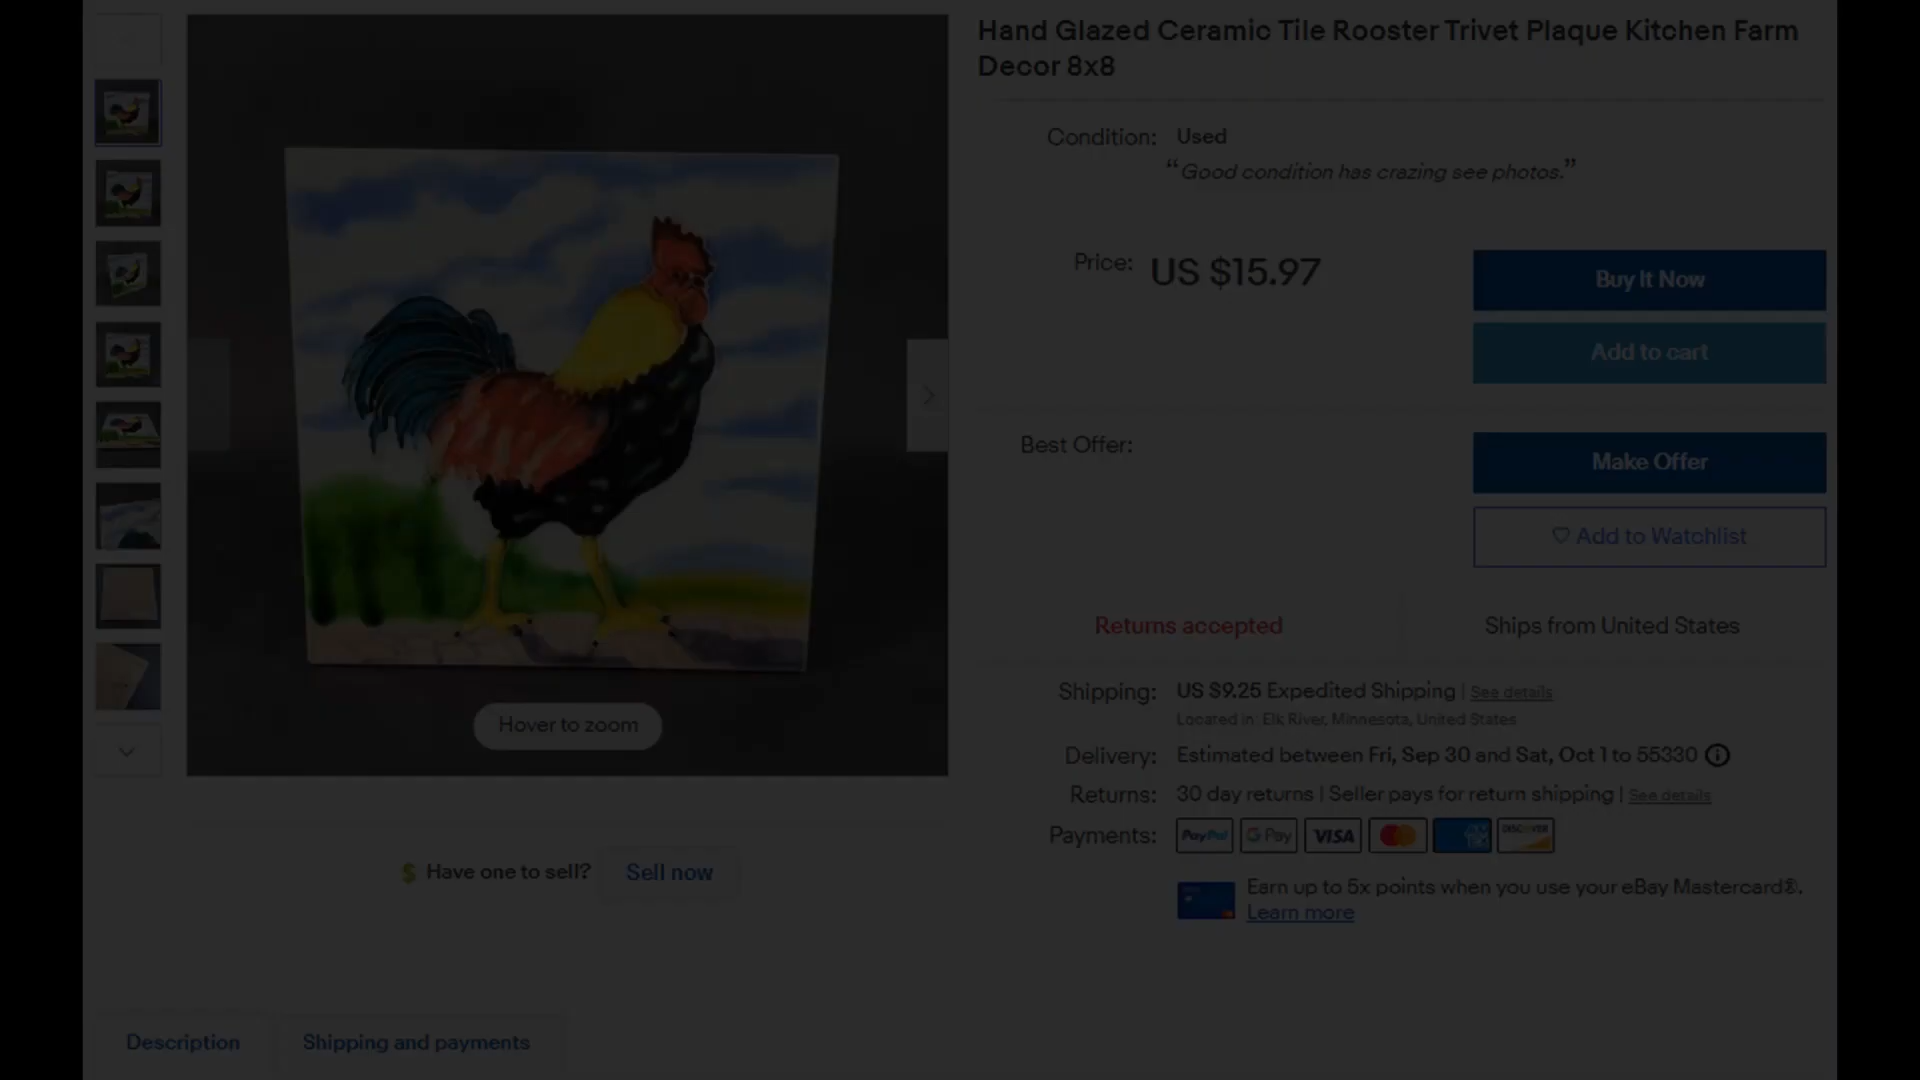 Hand Glazed Ceramic Tile Rooster Trivet Plaque Kitchen Farm
Decor 8x8
Condition: Used
“Good condition has crazing see photos.”
Price: US $15.97
Buy It Now
Add to cart
Best Offer:
Make Offer
Add to Watchlist
Returns accepted
Ships from United States
Shipping: US $9.25 Expedited Shipping | See details
Located in: Elk River, Minnesota, United States
Delivery: Estimated between Fri, Sep 30 and Sat, Oct 1 to 55330
Returns: 30 day returns | Seller pays for return shipping | See details
Payments: PayPal G Pay VISA DISCOVER
Earn up to 5x points when you use your eBay Mastercard®.
Learn more
Hover to zoom
Have one to sell? Sell now
Description
Shipping and payments